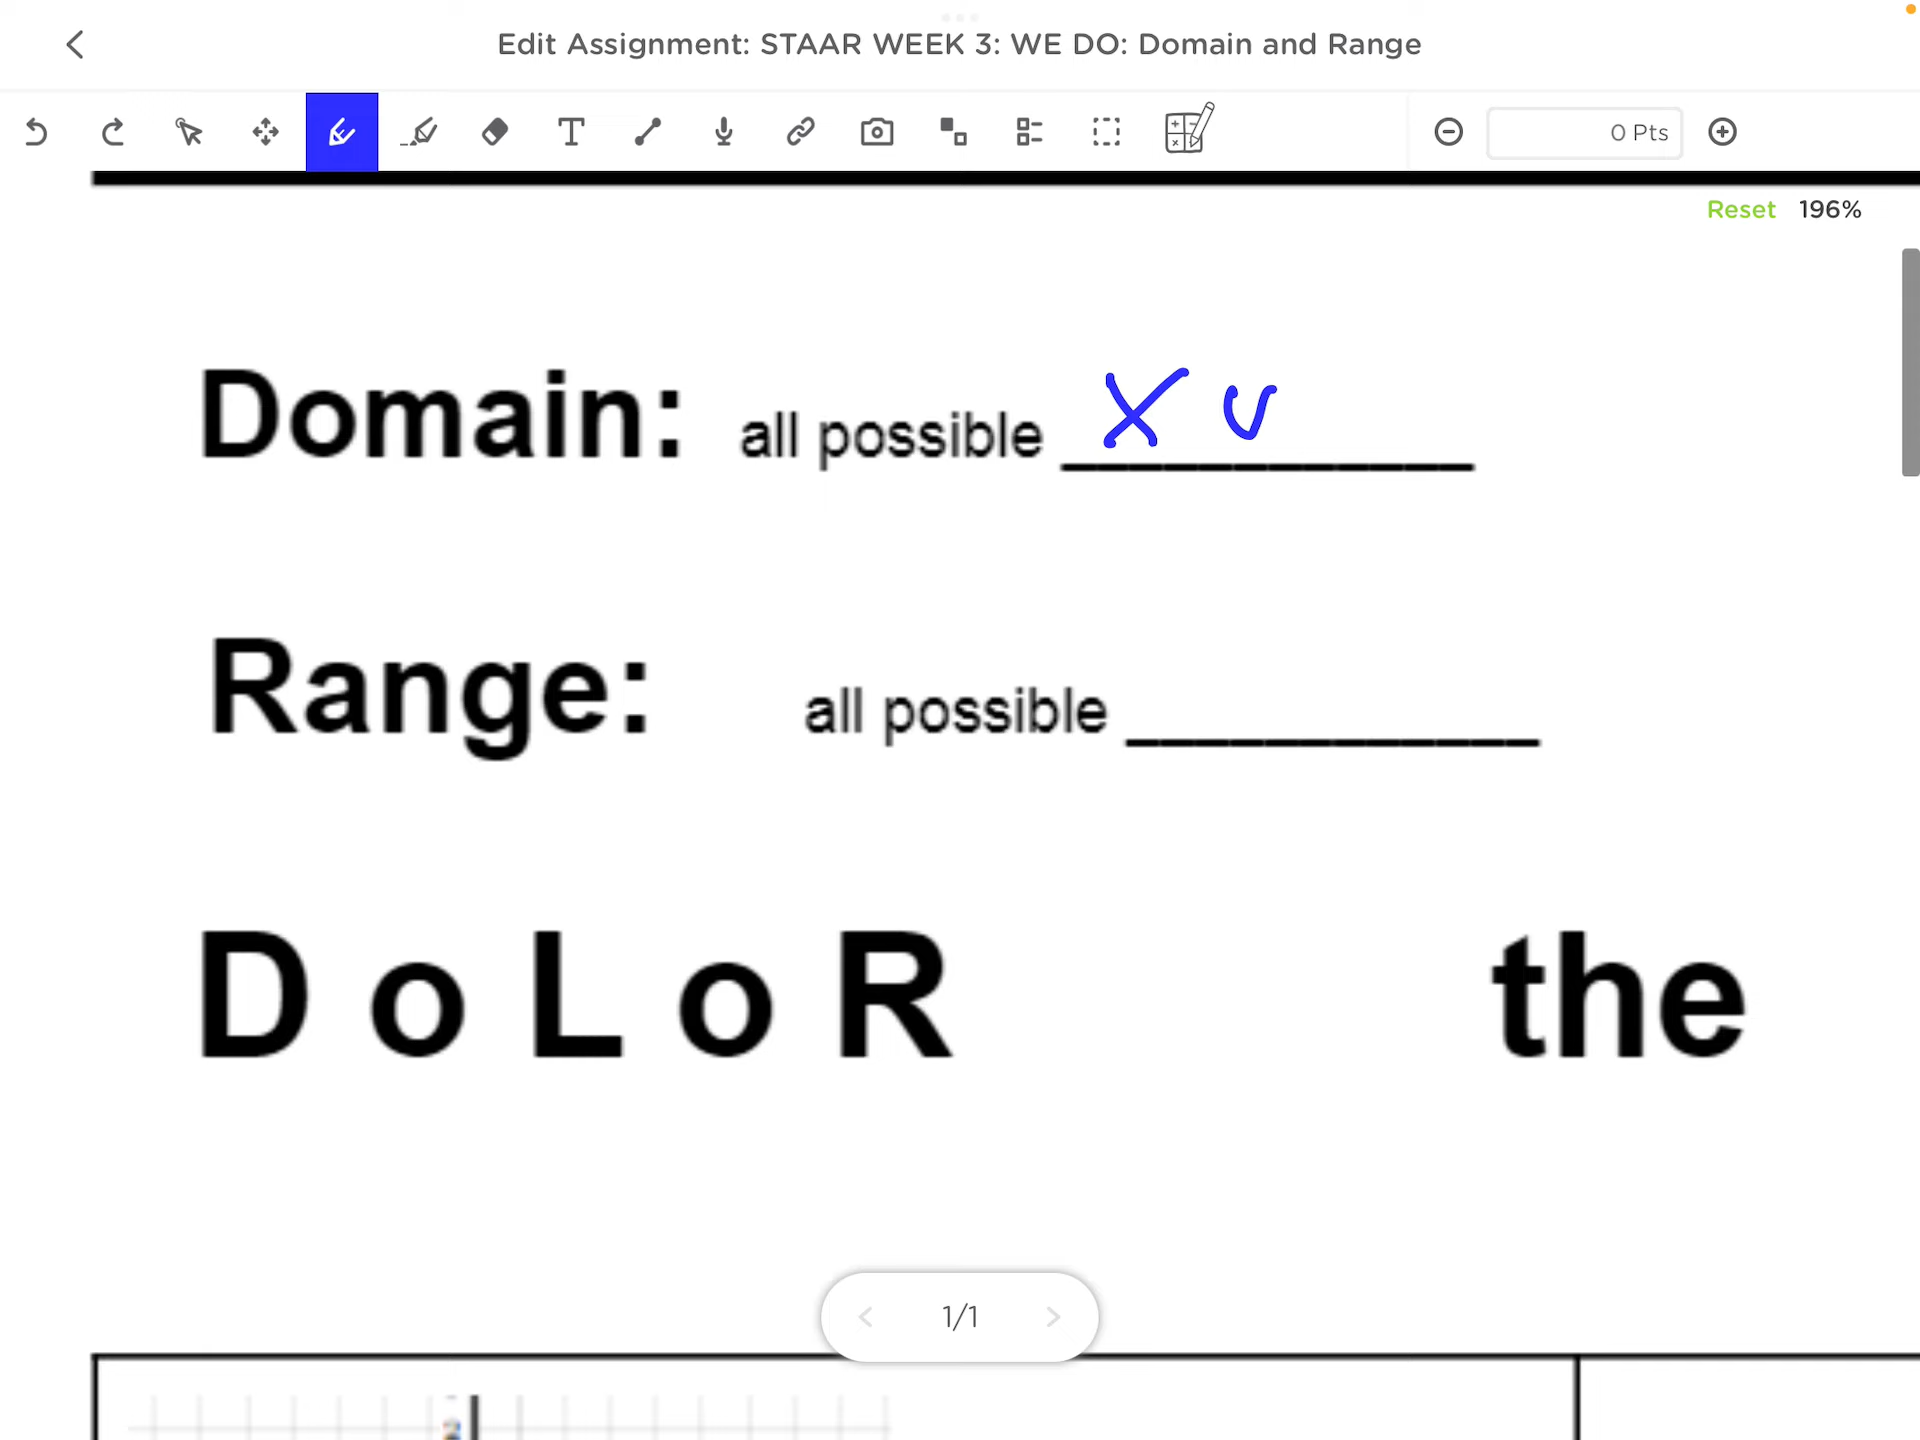 Edit Assignment: STAAR WEEK 3: WE DO: Domain and Range
0 Pts
Reset 196%
Domain: all possible X v
Range: all possible
D o L o R the
1/1